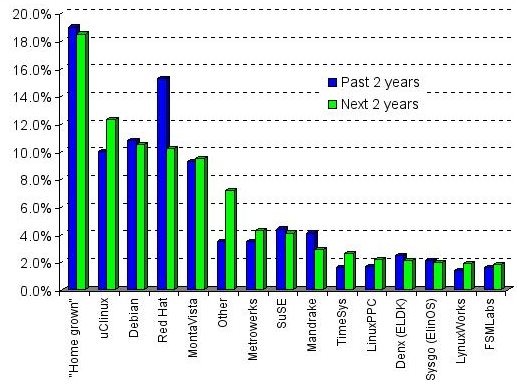 20.0%
18.0%
16.0%
14.0%
12.0%
10.0%
8.0%
6.0%
4.0%
2.0%
0.0%
Past 2 years
Next 2 years
"Home grown"
uClinux
Debian
Red Hat
MontaVista
Other
Metrowerks
SuSE
Mandrake
TimeSys
LinuxPPC
Denx (ELDK)
Sysgo (ElinOS)
LynuxWorks
FSMLabs